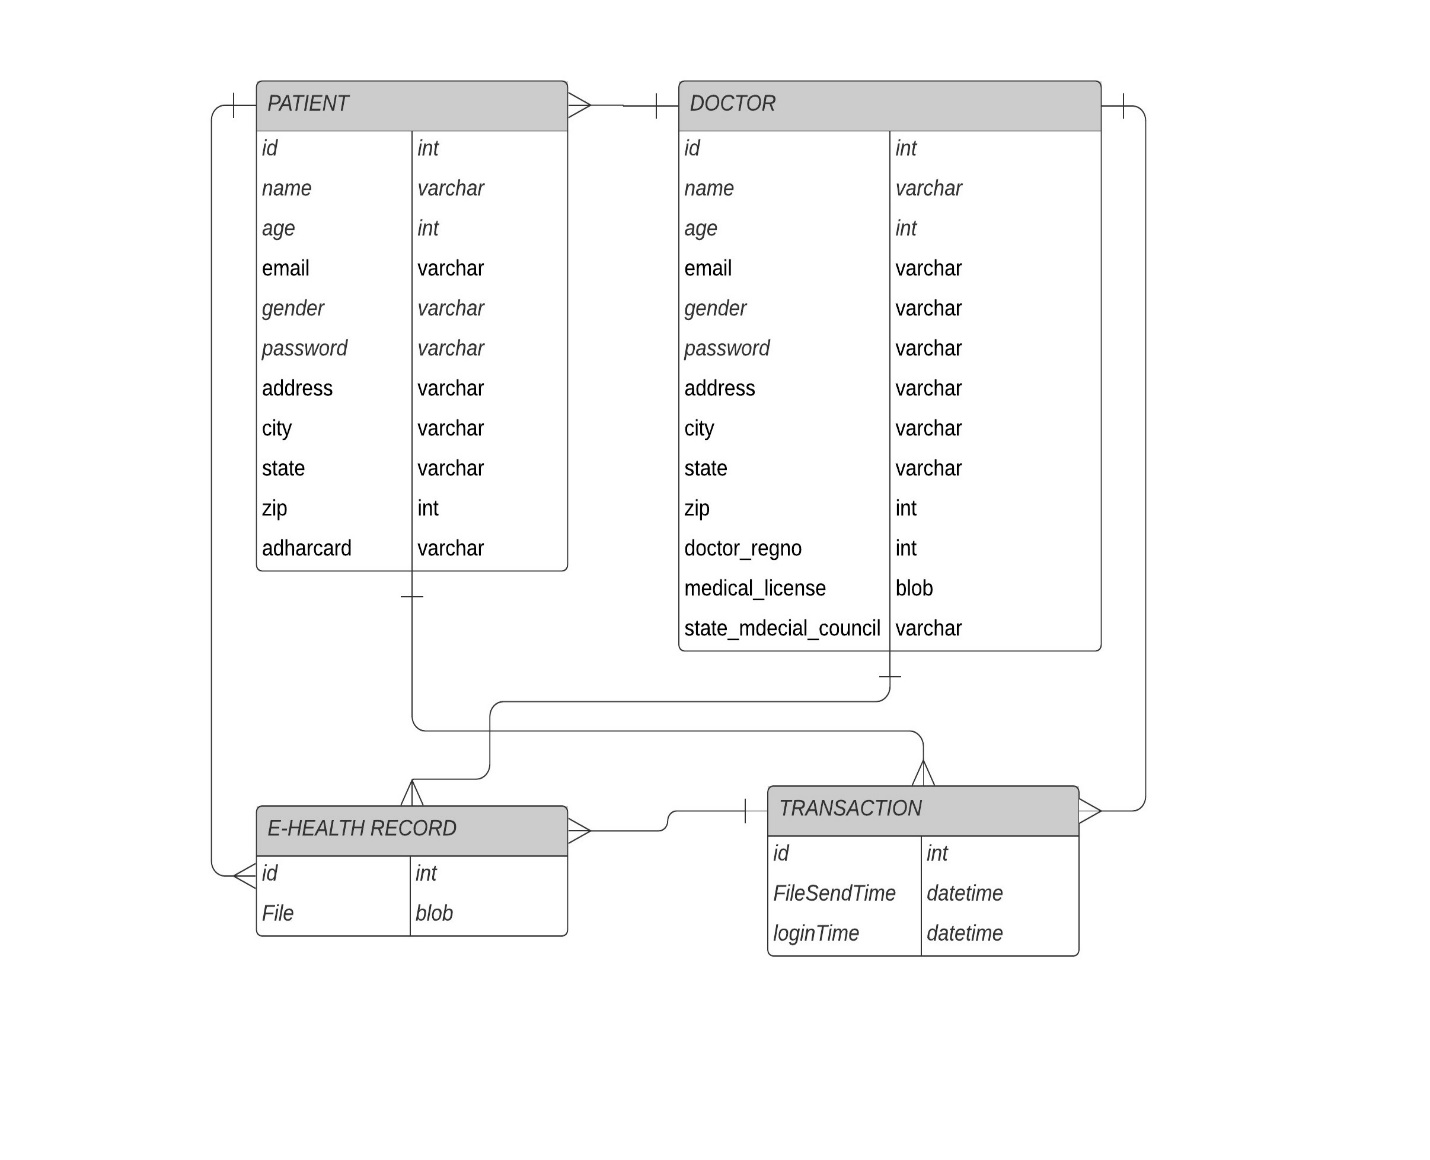 PATIENT
id int
name varchar
age int
email varchar
gender varchar
password varchar
address varchar
city varchar
state varchar
zip int
adharcard varchar
DOCTOR
id int
name varchar
age int
email varchar
gender varchar
password varchar
address varchar
city varchar
state varchar
zip int
doctor_regno int
medical_license blob
state_mdecial_council varchar
E-HEALTH RECORD
id int
File blob
TRANSACTION
id int
FileSendTime datetime
loginTime datetime